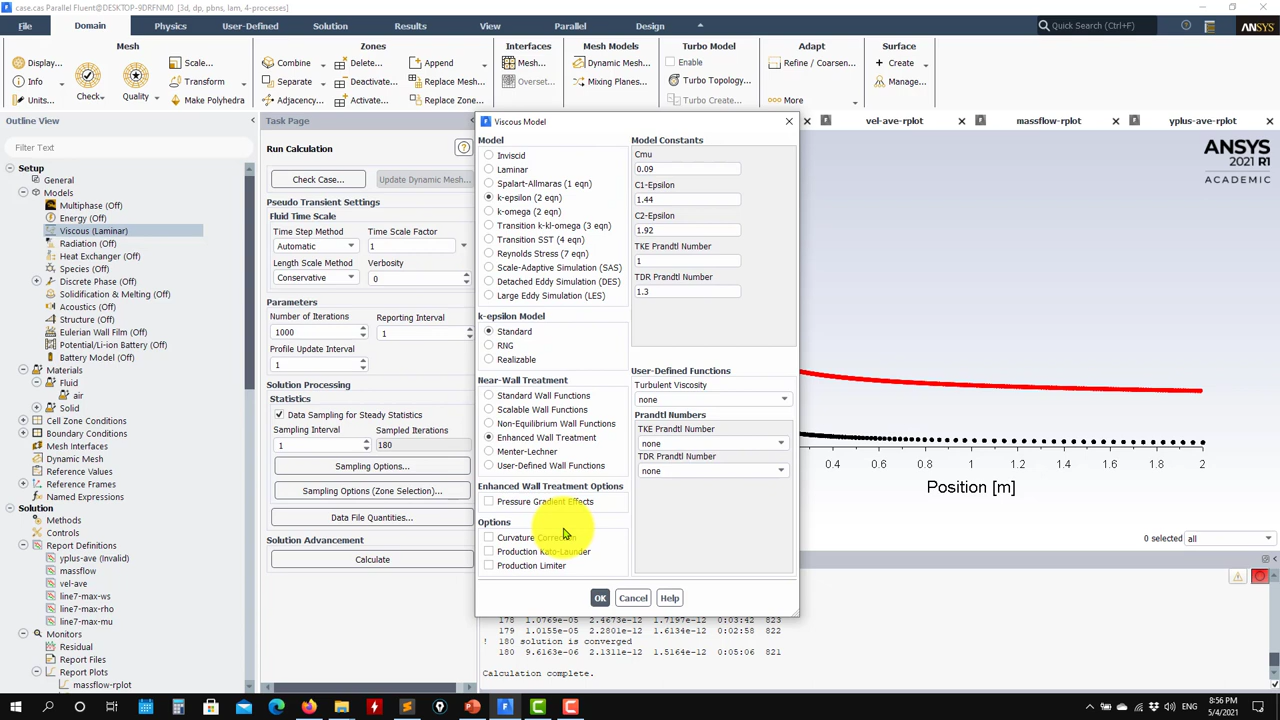 case.cas Parallel Fluent@DESKTOP-9DRFNM0 [3d, dp, pbns, lam, 4-processes]
File Domain Physics User-Defined Solution Results View Parallel Design Quick Search (Ctrl+F) ANSYS
Mesh Zones Interfaces Mesh Models Turbo Model Adapt Surface
Display... Scale... Combine Delete... Append Mesh... Dynamic Mesh... Enable Refine / Coarsen... Create
Info Transform Separate Deactivate... Replace Mesh... Overset... Mixing Planes... Turbo Topology... Manage...
Units... Check Quality Make Polyhedra Adjacency... Activate... Replace Zone... Turbo Create... More
Outline View
Filter Text
Setup
General
Models
Multiphase (Off)
Energy (Off)
Viscous (Laminar)
Radiation (Off)
Heat Exchanger (Off)
Species (Off)
Discrete Phase (Off)
Solidification & Melting (Off)
Acoustics (Off)
Structure (Off)
Eulerian Wall Film (Off)
Potential/Li-ion Battery (Off)
Battery Model (Off)
Materials
Fluid
air
Solid
Cell Zone Conditions
Boundary Conditions
Mesh Interfaces
Dynamic Mesh
Reference Values
Reference Frames
Named Expressions
Solution
Methods
Controls
Report Definitions
yplus-ave (Invalid)
massflow
vel-ave
line7-max-ws
line7-max-rho
line7-max-mu
Monitors
Residual
Report Files
Report Plots
massflow-rplot
Task Page
Run Calculation
?
Check Case... Update Dynamic Mesh...
Pseudo Transient Settings
Fluid Time Scale
Time Step Method Time Scale Factor
Automatic 1
Length Scale Method Verbosity
Conservative 0
Parameters
Number of Iterations Reporting Interval
1000 1
Profile Update Interval
1
Solution Processing
Statistics
Data Sampling for Steady Statistics
Sampling Interval Sampled Iterations
1 180
Sampling Options...
Sampling Options (Zone Selection)...
Data File Quantities...
Solution Advancement
Calculate
Viscous Model
Model
Inviscid
Laminar
Spalart-Allmaras (1 eqn)
k-epsilon (2 eqn)
k-omega (2 eqn)
Transition k-kl-omega (3 eqn)
Transition SST (4 eqn)
Reynolds Stress (7 eqn)
Scale-Adaptive Simulation (SAS)
Detached Eddy Simulation (DES)
Large Eddy Simulation (LES)
k-epsilon Model
Standard
RNG
Realizable
Near-Wall Treatment
Standard Wall Functions
Scalable Wall Functions
Non-Equilibrium Wall Functions
Enhanced Wall Treatment
Menter-Lechner
User-Defined Wall Functions
Enhanced Wall Treatment Options
Pressure Gradient Effects
Options
Curvature Correction
Production Kato-Launder
Production Limiter
Model Constants
Cmu
0.09
C1-Epsilon
1.44
C2-Epsilon
1.92
TKE Prandtl Number
1
TDR Prandtl Number
1.3
User-Defined Functions
Turbulent Viscosity
none
Prandtl Numbers
TKE Prandtl Number
none
TDR Prandtl Number
none
OK Cancel Help
vel-ave-rplot massflow-rplot yplus-ave-rplot
ANSYS
2021 R1
ACADEMIC
0.4 0.6 0.8 1 1.2 1.4 1.6 1.8 2
Position [m]
0 selected all
178 1.0769e-05 2.4673e-12 1.7197e-12 0:03:42 823
179 1.0155e-05 2.2801e-12 1.6134e-12 0:02:58 822
! 180 solution is converged
180 9.6163e-06 2.1311e-12 1.5164e-12 0:05:06 821
Calculation complete.
ENG
8:56 PM
5/4/2021